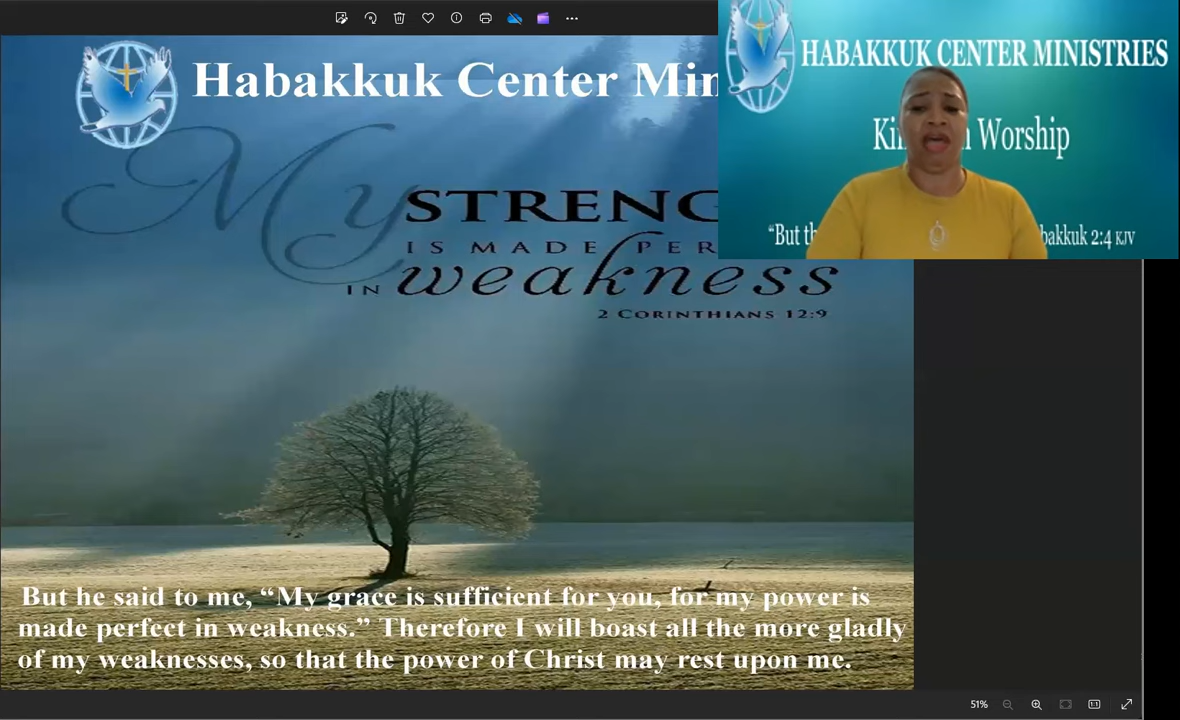 Habakkuk Center Min
My STRENG
IS MADE PER
IN weakness
2 CORINTHIANS 12:9
But he said to me, “My grace is sufficient for you, for my power is
made perfect in weakness.” Therefore I will boast all the more gladly
of my weaknesses, so that the power of Christ may rest upon me.
HABAKKUK CENTER MINISTRIES
Worship
“But th
bakkuk 2:4 KJV
51%